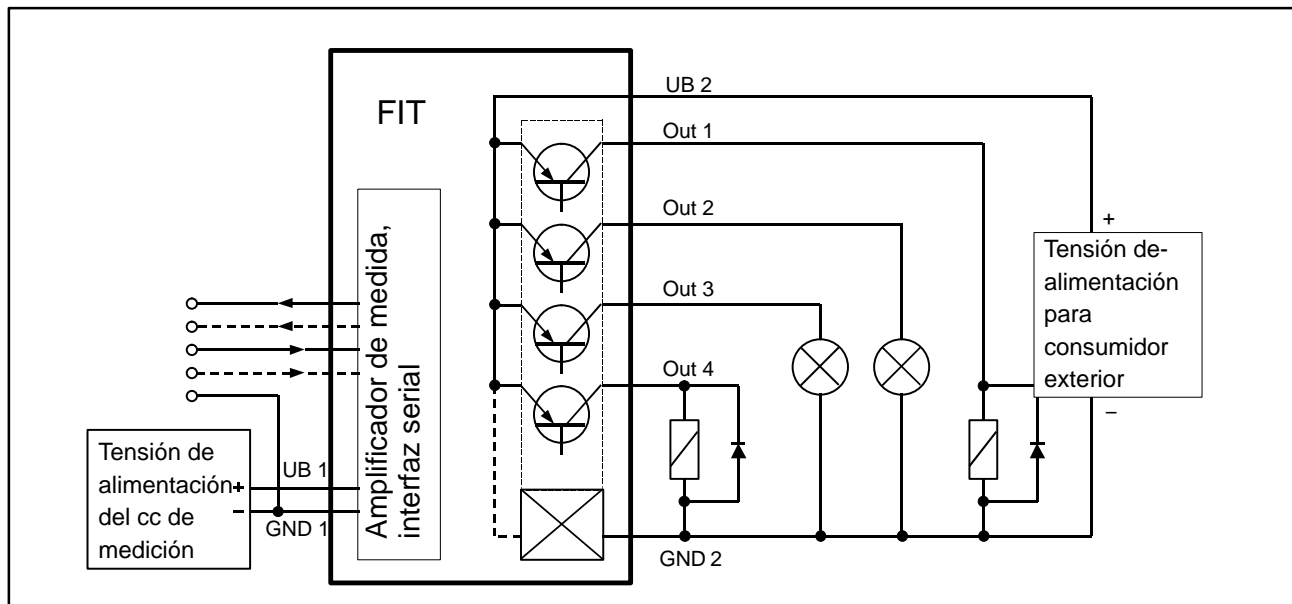 FIT
Amplificador de medida,
interfaz serial
UB 2
Out 1
Out 2
Out 3
Out 4
GND 2
+
Tensión de-
alimentación
para
consumidor
exterior
–
Tensión de
alimentación
del cc de
medición
+
-
UB 1
GND 1